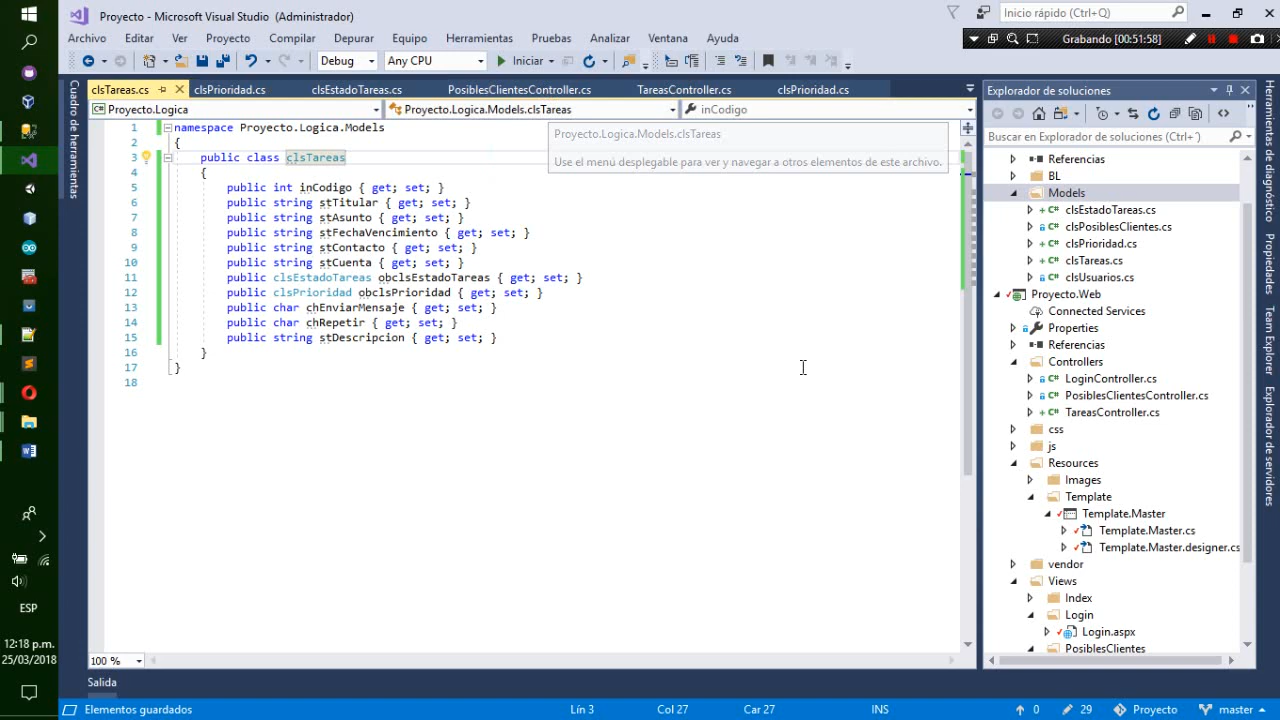 Proyecto - Microsoft Visual Studio (Administrador)
Inicio rápido (Ctrl+Q)
Archivo Editar Ver Proyecto Compilar Depurar Equipo Herramientas Pruebas Analizar Ventana Ayuda
Grabando [00:51:58]
Debug Any CPU Iniciar
clsTareas.cs clsPrioridad.cs clsEstadoTareas.cs PosiblesClientesController.cs TareasController.cs clsPrioridad.cs
Proyecto.Logica Proyecto.Logica.Models.clsTareas inCodigo
Proyecto.Logica.Models.clsTareas
Use el menú desplegable para ver y navegar a otros elementos de este archivo.
Cuadro de herramientas
1 namespace Proyecto.Logica.Models
2 {
3 public class clsTareas
4 {
5 public int inCodigo { get; set; }
6 public string stTitular { get; set; }
7 public string stAsunto { get; set; }
8 public string stFechaVencimiento { get; set; }
9 public string stContacto { get; set; }
10 public string stCuenta { get; set; }
11 public clsEstadoTareas obclsEstadoTareas { get; set; }
12 public clsPrioridad obclsPrioridad { get; set; }
13 public char chEnviarMensaje { get; set; }
14 public char chRepetir { get; set; }
15 public string stDescripcion { get; set; }
16 }
17 }
18
100 %
Explorador de soluciones
Buscar en Explorador de soluciones (Ctrl+')
Referencias
BL
Models
clsEstadoTareas.cs
clsPosiblesClientes.cs
clsPrioridad.cs
clsTareas.cs
clsUsuarios.cs
Proyecto.Web
Connected Services
Properties
Referencias
Controllers
LoginController.cs
PosiblesClientesController.cs
TareasController.cs
css
js
Resources
Images
Template
Template.Master
Template.Master.cs
Template.Master.designer.cs
vendor
Views
Index
Login
Login.aspx
PosiblesClientes
Herramientas de diagnóstico
Propiedades
Team Explorer
Explorador de servidores
ESP
12:18 p.m.
25/03/2018
Salida
Elementos guardados Lín 3 Col 27 Car 27 INS 0 29 Proyecto master